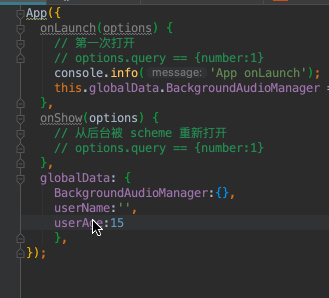 App({
onLaunch(options) {
// 第一次打开
// options.query == {number:1}
console.info( message: 'App onLaunch');
this.globalData.BackgroundAudioManager =
},
onShow(options) {
// 从后台被 scheme 重新打开
// options.query == {number:1}
},
globalData: {
BackgroundAudioManager:{},
userName:'',
:15
},
});